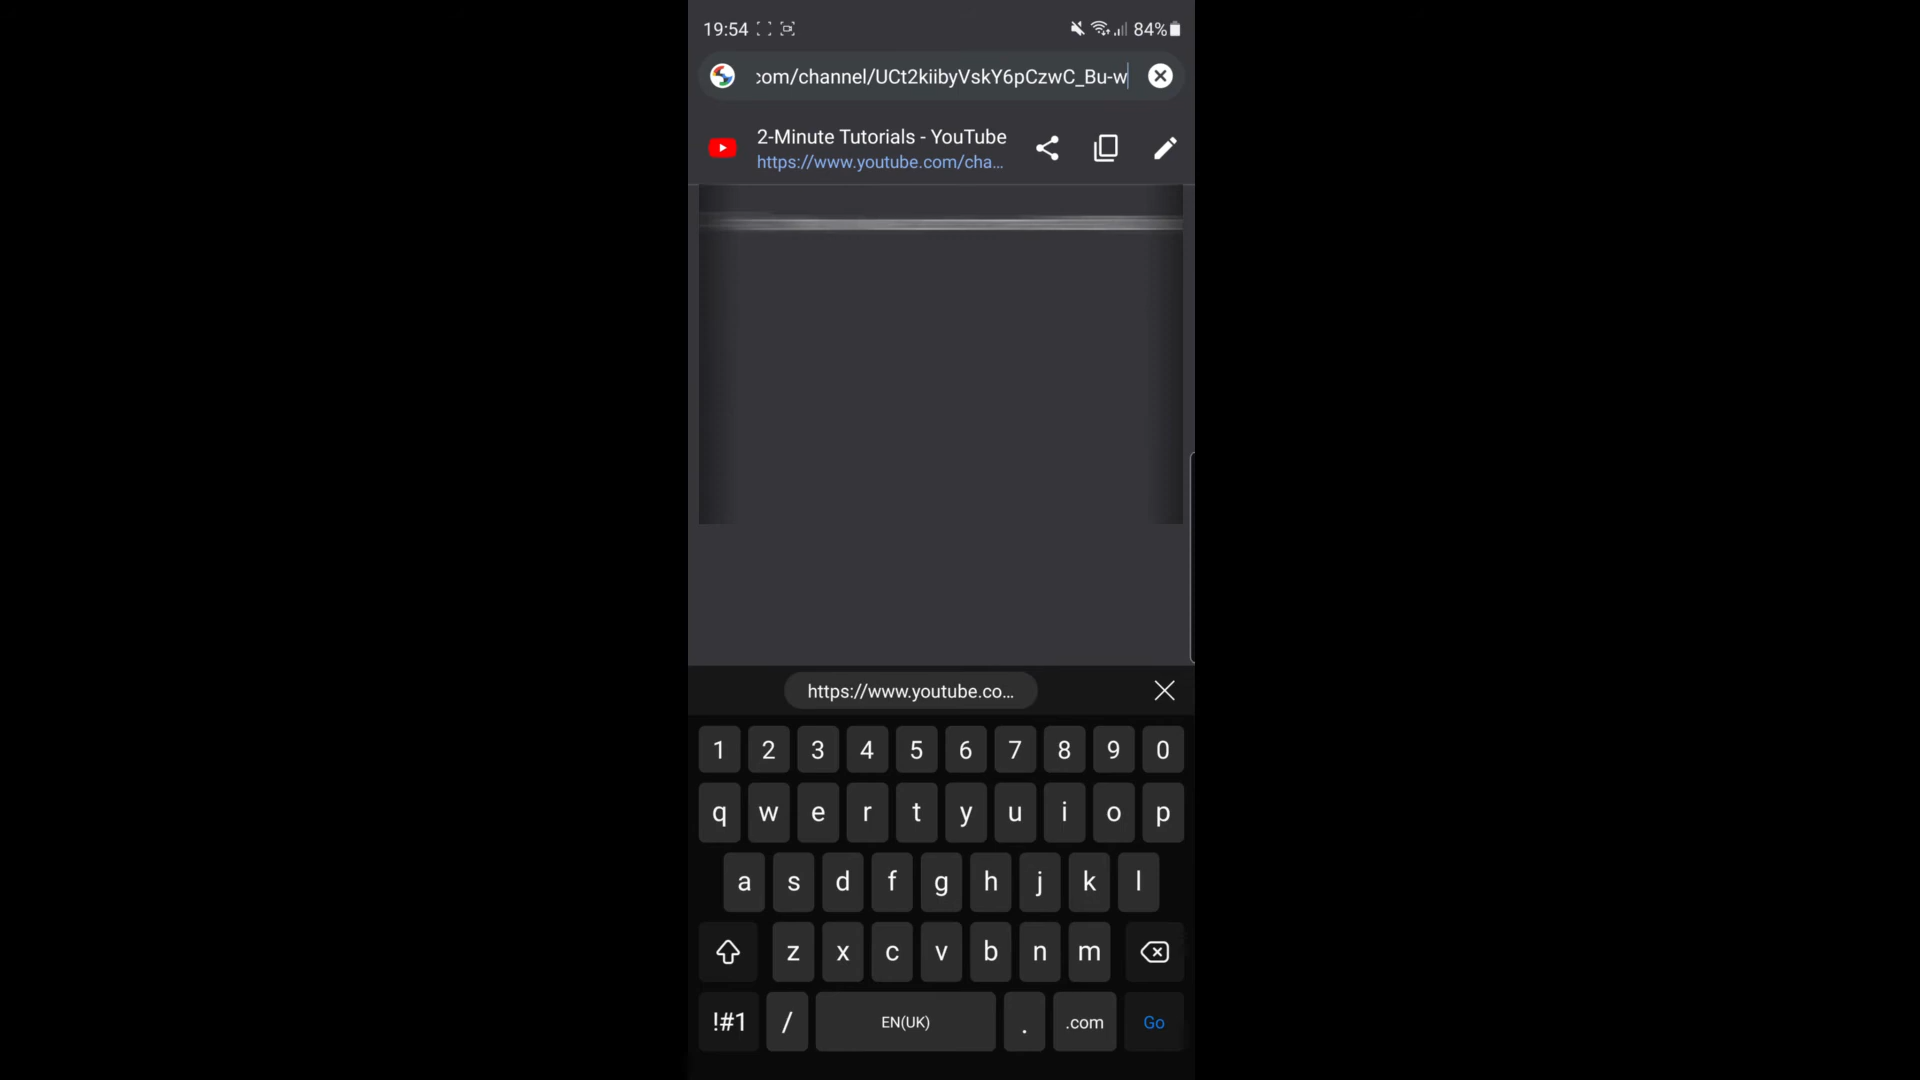 19:54 84%
com/channel/UCt2kiibyVskY6pCzwC_Bu-w
2-Minute Tutorials - YouTube
https://www.youtube.com/cha...
https://www.youtube.co...
1 2 3 4 5 6 7 8 9 0
q w e r t y u i o p
a s d f g h j k l
z x c v b n m
!#1 / EN(UK) . .com Go